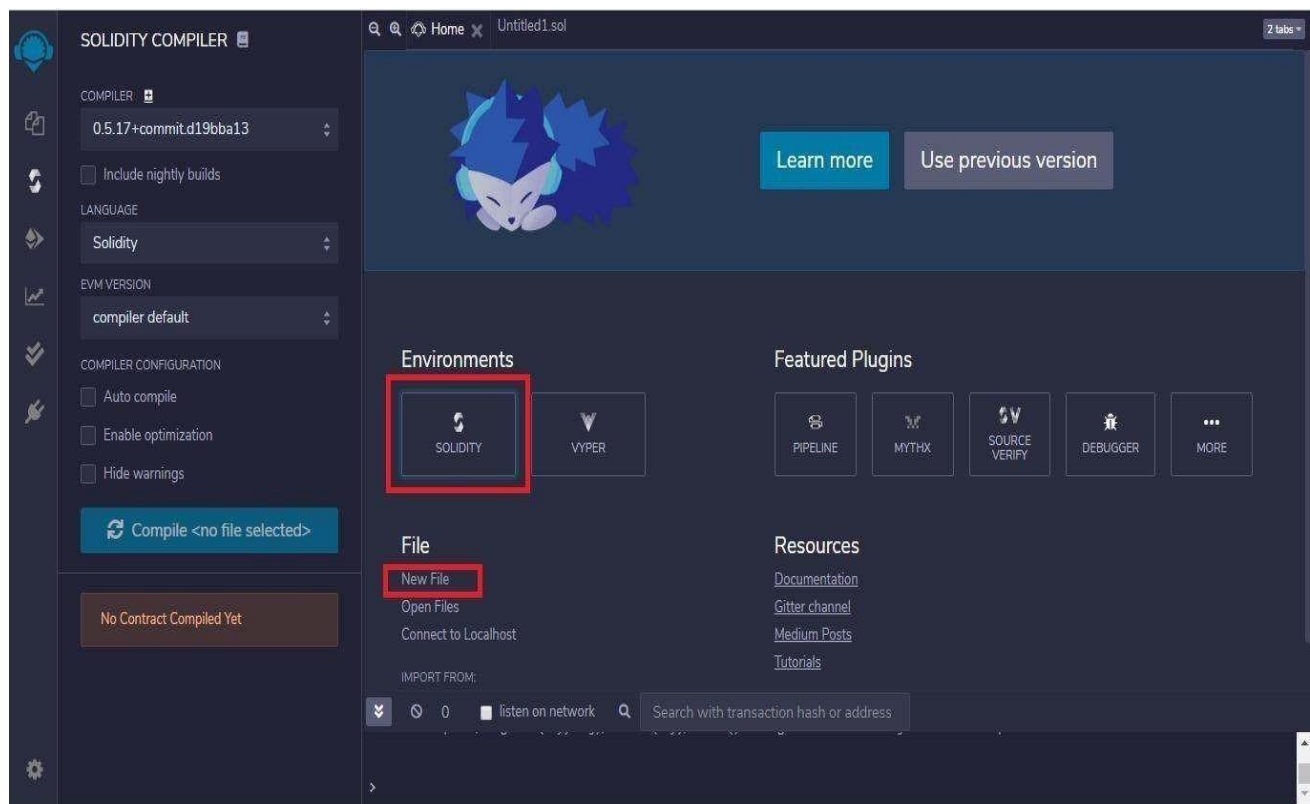 SOLIDITY COMPILER
COMPILER
0.5.17+commit.d19bba13
Include nightly builds
LANGUAGE
Solidity
EVM VERSION
compiler default
COMPILER CONFIGURATION
Auto compile
Enable optimization
Hide warnings
Compile <no file selected>
No Contract Compiled Yet
Home
Untitled1.sol
2 tabs
Learn more
Use previous version
Environments
SOLIDITY
VYPER
Featured Plugins
PIPELINE
MYTHX
SOURCE
VERIFY
DEBUGGER
MORE
File
New File
Open Files
Connect to Localhost
IMPORT FROM:
Resources
Documentation
Gitter channel
Medium Posts
Tutorials
0
listen on network
Search with transaction hash or address
>